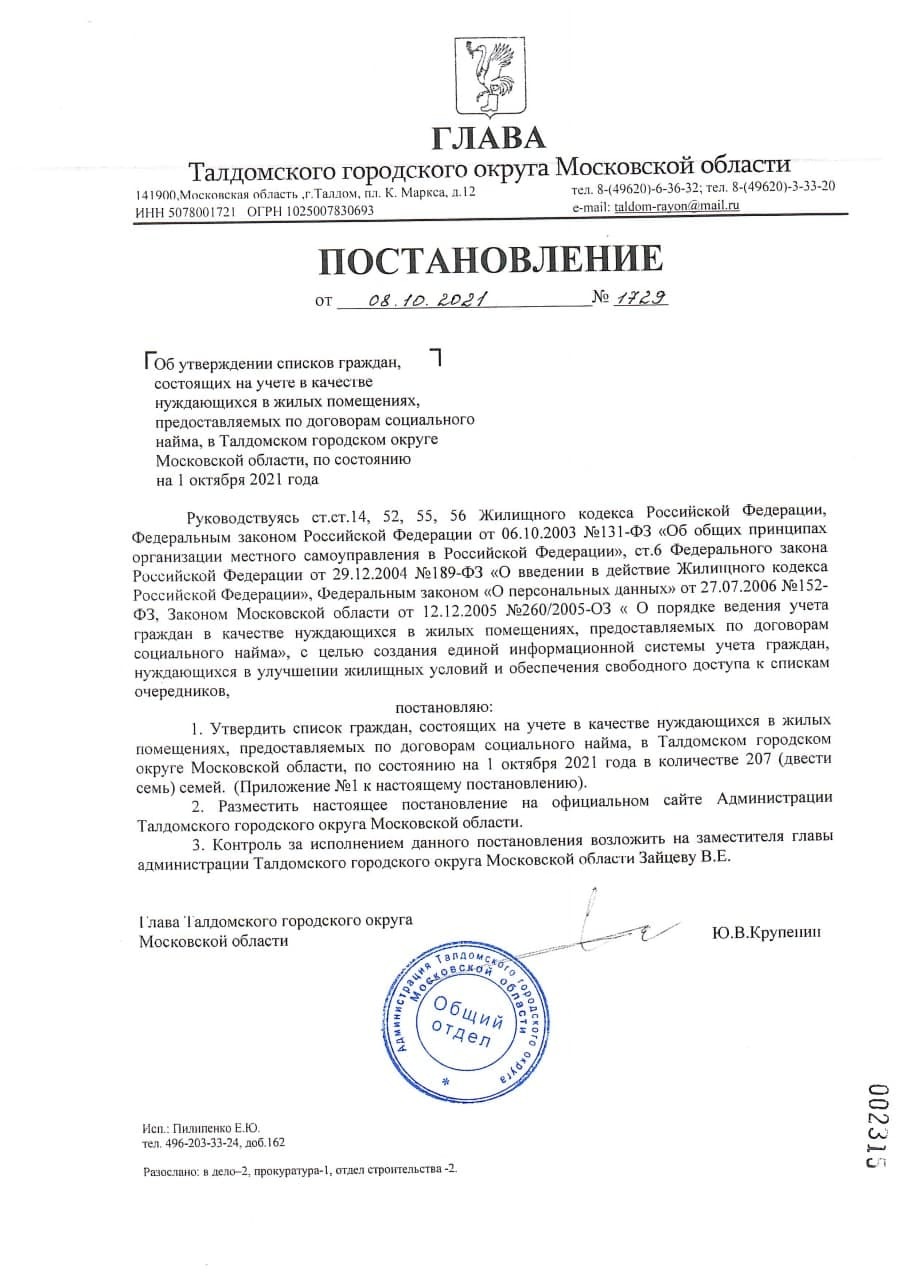 ГЛАВА
Талдомского городского округа Московской области
141900,Московская область ,г.Талдом, пл. К. Маркса, д.12
тел. 8-(49620)-6-36-32; тел. 8-(49620)-3-33-20
ИНН 5078001721 ОГРН 1025007830693
e-mail: taldom-rayon@mail.ru
ПОСТАНОВЛЕНИЕ
от 08.10.2021 № 1729
Об утверждении списков граждан,
состоящих на учете в качестве
нуждающихся в жилых помещениях,
предоставляемых по договорам социального
найма, в Талдомском городском округе
Московской области, по состоянию
на 1 октября 2021 года
Руководствуясь ст.ст.14, 52, 55, 56 Жилищного кодекса Российской Федерации,
Федеральным законом Российской Федерации от 06.10.2003 №131-ФЗ «Об общих принципах
организации местного самоуправления в Российской Федерации», ст.6 Федерального закона
Российской Федерации от 29.12.2004 №189-ФЗ «О введении в действие Жилищного кодекса
Российской Федерации», Федеральным законом «О персональных данных» от 27.07.2006 №152-
ФЗ, Законом Московской области от 12.12.2005 №260/2005-ОЗ « О порядке ведения учета
граждан в качестве нуждающихся в жилых помещениях, предоставляемых по договорам
социального найма», с целью создания единой информационной системы учета граждан,
нуждающихся в улучшении жилищных условий и обеспечения свободного доступа к спискам
очередников,
постановляю:
1. Утвердить список граждан, состоящих на учете в качестве нуждающихся в жилых
помещениях, предоставляемых по договорам социального найма, в Талдомском городском
округе Московской области, по состоянию на 1 октября 2021 года в количестве 207 (двести
семь) семей. (Приложение №1 к настоящему постановлению).
2. Разместить настоящее постановление на официальном сайте Администрации
Талдомского городского округа Московской области.
3. Контроль за исполнением данного постановления возложить на заместителя главы
администрации Талдомского городского округа Московской области Зайцеву В.Е.
Глава Талдомского городского округа
Московской области
Ю.В.Крупенин
Администрация Талдомского городского округа
Московской области
Общий
отдел
Исп.: Пилипенко Е.Ю.
тел. 496-203-33-24, доб.162
Разослано: в дело–2, прокуратура-1, отдел строительства -2.
002315